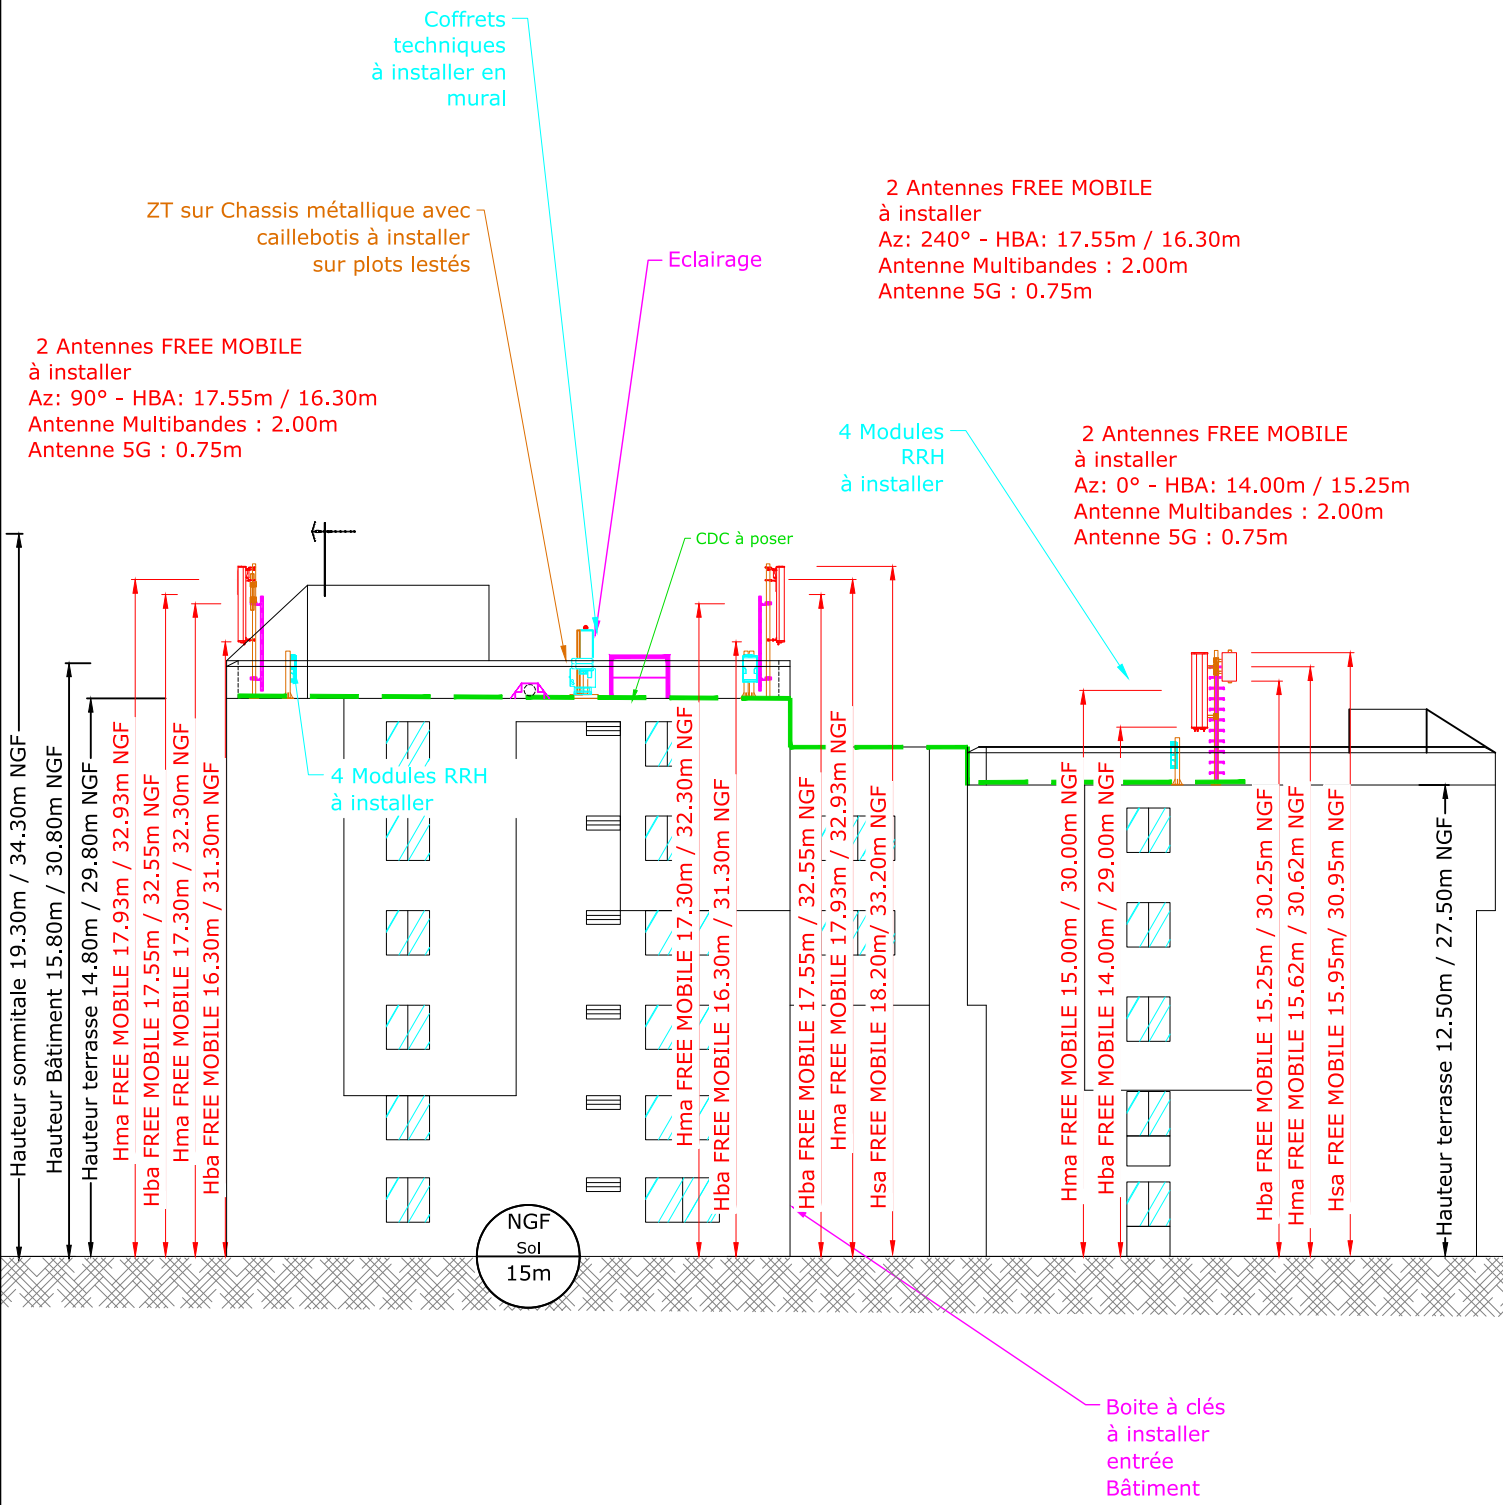 Coffrets
techniques
à installer en
mural
ZT sur Chassis métallique avec
caillebotis à installer
sur plots lestés
Eclairage
2 Antennes FREE MOBILE
à installer
Az: 240° - HBA: 17.55m / 16.30m
Antenne Multibandes : 2.00m
Antenne 5G : 0.75m
2 Antennes FREE MOBILE
à installer
Az: 90° - HBA: 17.55m / 16.30m
Antenne Multibandes : 2.00m
Antenne 5G : 0.75m
4 Modules
RRH
à installer
2 Antennes FREE MOBILE
à installer
Az: 0° - HBA: 14.00m / 15.25m
Antenne Multibandes : 2.00m
Antenne 5G : 0.75m
CDC à poser
4 Modules RRH
à installer
Hauteur sommitale 19.30m / 34.30m NGF
Hauteur Bâtiment 15.80m / 30.80m NGF
Hauteur terrasse 14.80m / 29.80m NGF
Hma FREE MOBILE 17.93m / 32.93m NGF
Hba FREE MOBILE 17.55m / 32.55m NGF
Hma FREE MOBILE 17.30m / 32.30m NGF
Hba FREE MOBILE 16.30m / 31.30m NGF
Hma FREE MOBILE 17.30m / 32.30m NGF
Hba FREE MOBILE 16.30m / 31.30m NGF
Hba FREE MOBILE 17.55m / 32.55m NGF
Hma FREE MOBILE 17.93m / 32.93m NGF
Hsa FREE MOBILE 18.20m/ 33.20m NGF
Hma FREE MOBILE 15.00m / 30.00m NGF
Hba FREE MOBILE 14.00m / 29.00m NGF
Hba FREE MOBILE 15.25m / 30.25m NGF
Hma FREE MOBILE 15.62m / 30.62m NGF
Hsa FREE MOBILE 15.95m/ 30.95m NGF
Hauteur terrasse 12.50m / 27.50m NGF
NGF
Sol
15m
Boite à clés
à installer
entrée
Bâtiment